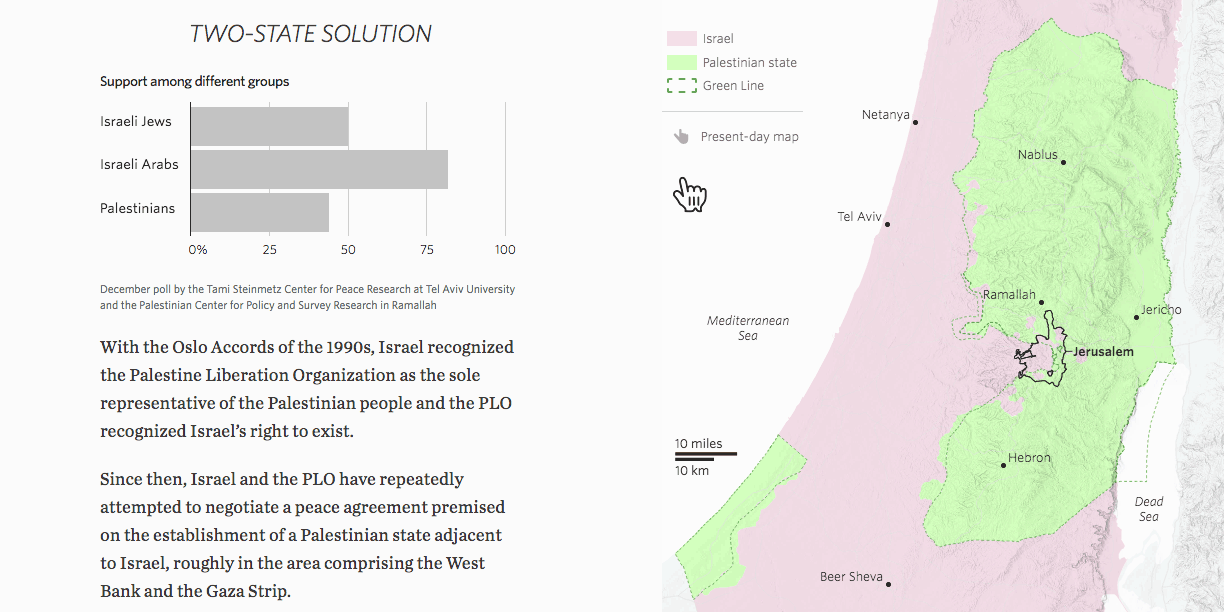 TWO-STATE SOLUTION
Support among different groups
Israeli Jews
Israeli Arabs
Palestinians
0% 25 50 75 100
December poll by the Tami Steinmetz Center for Peace Research at Tel Aviv University
and the Palestinian Center for Policy and Survey Research in Ramallah
With the Oslo Accords of the 1990s, Israel recognized
the Palestine Liberation Organization as the sole
representative of the Palestinian people and the PLO
recognized Israel’s right to exist.
Since then, Israel and the PLO have repeatedly
attempted to negotiate a peace agreement premised
on the establishment of a Palestinian state adjacent
to Israel, roughly in the area comprising the West
Bank and the Gaza Strip.
Israel
Palestinian state
Green Line
Present-day map
Netanya
Nablus
Tel Aviv
Ramallah
Jericho
Mediterranean
Sea
Jerusalem
10 miles
10 km
Hebron
Dead
Sea
Beer Sheva